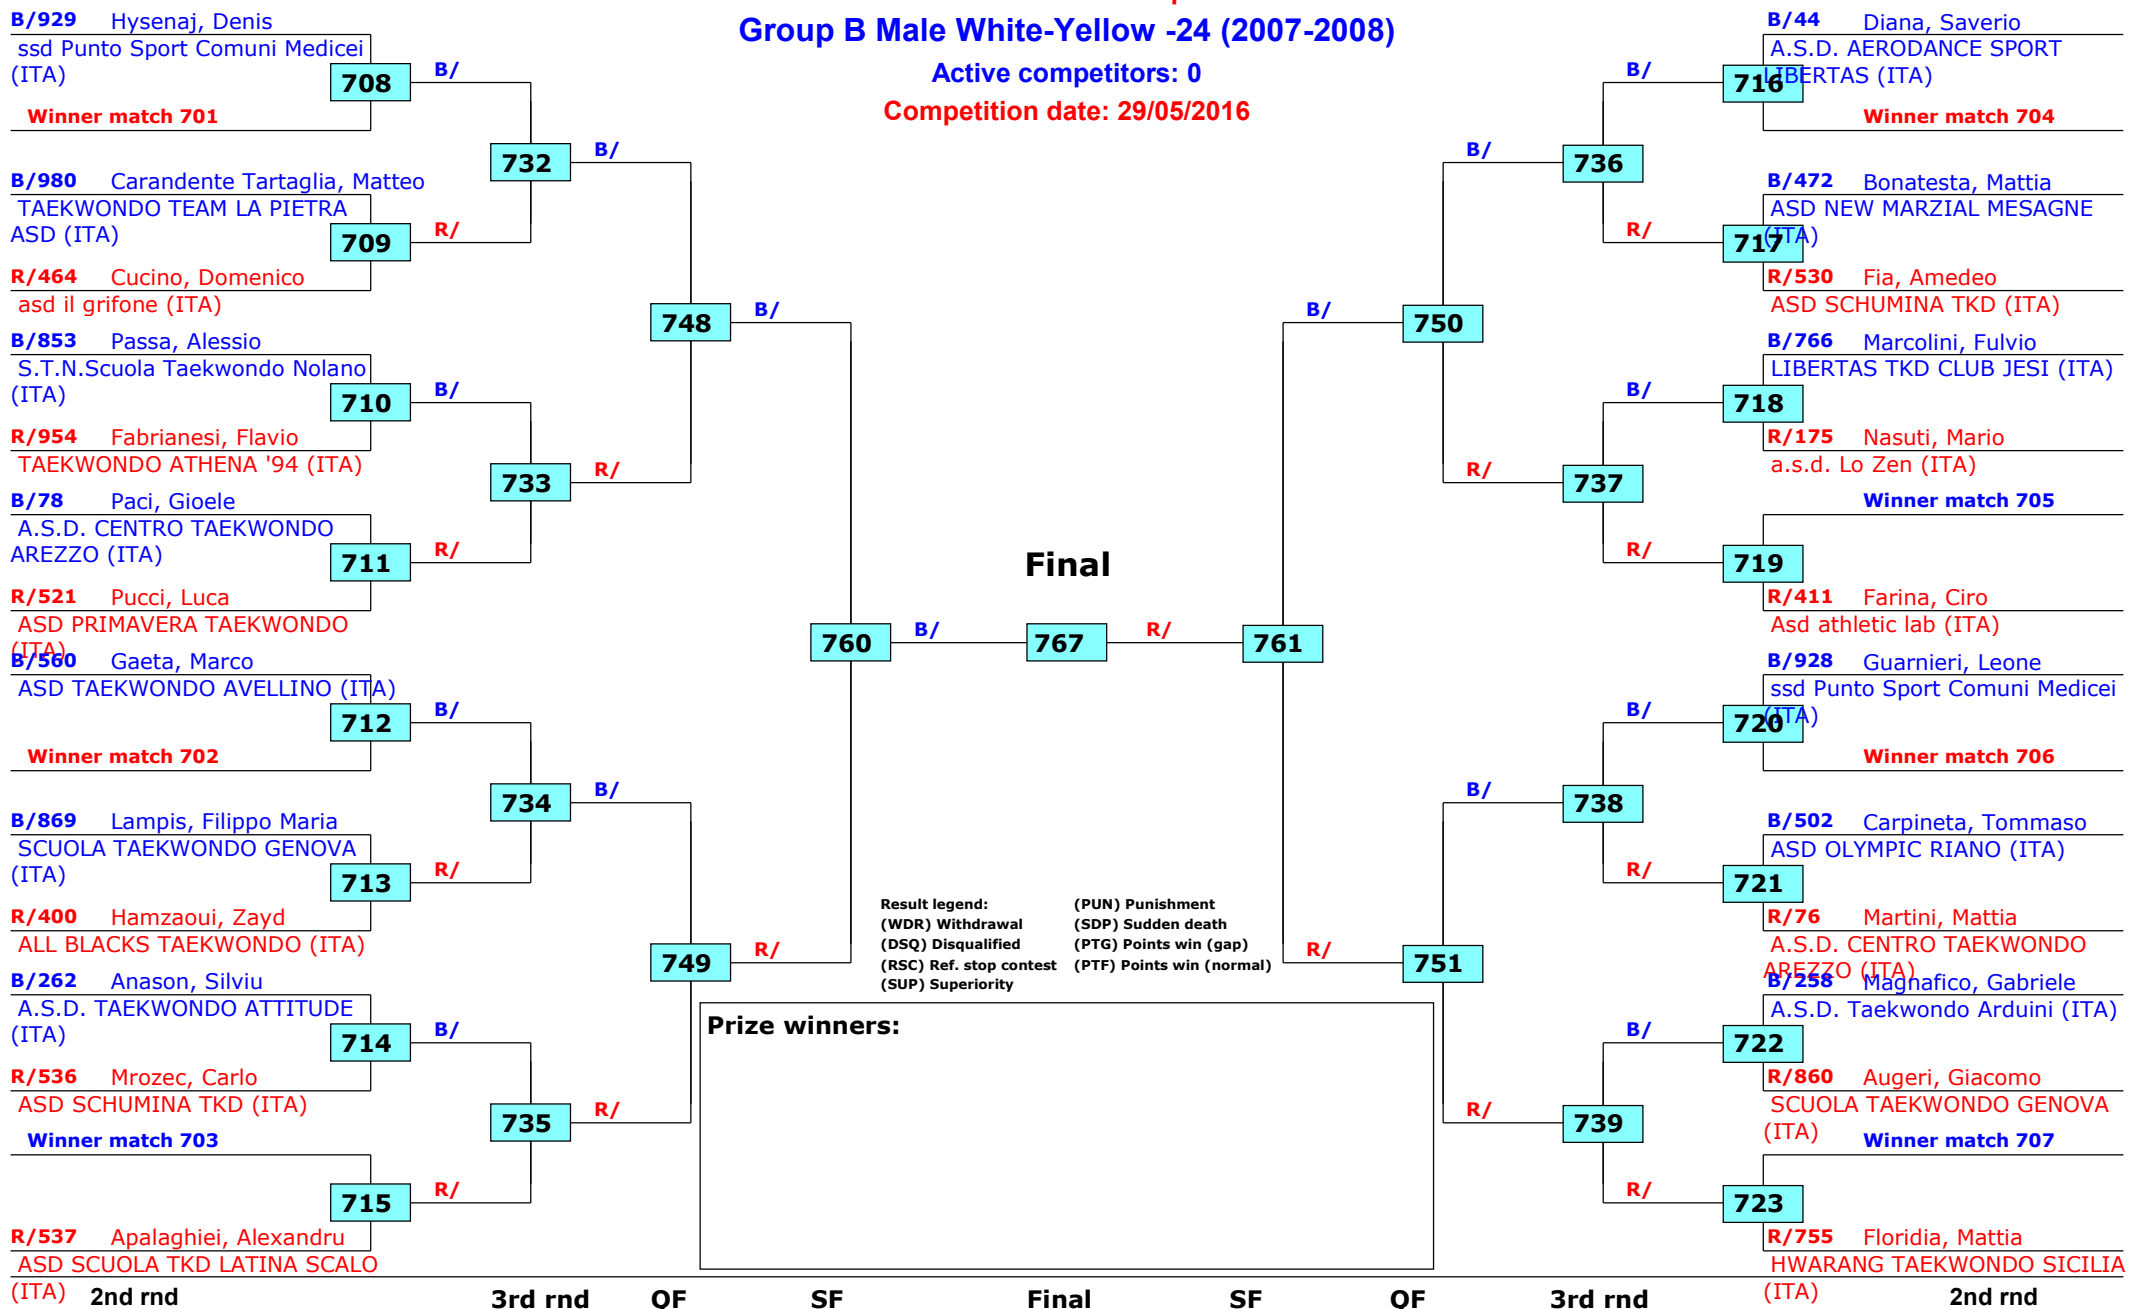 Group B Male White-Yellow -24 (2007-2008)
Active competitors: 0
Competition date: 29/05/2016
B/929 Hysenaj, Denis
ssd Punto Sport Comuni Medicei
(ITA)
708
B/
Winner match 701
732
B/
B/980 Carandente Tartaglia, Matteo
TAEKWONDO TEAM LA PIETRA
ASD (ITA)
709
R/
R/464 Cucino, Domenico
asd il grifone (ITA)
748
B/
B/853 Passa, Alessio
S.T.N.Scuola Taekwondo Nolano
(ITA)
710
B/
R/954 Fabrianesi, Flavio
TAEKWONDO ATHENA '94 (ITA)
733
R/
B/78 Paci, Gioele
A.S.D. CENTRO TAEKWONDO
AREZZO (ITA)
711
R/
R/521 Pucci, Luca
ASD PRIMAVERA TAEKWONDO
(ITA)
760
B/
B/560 Gaeta, Marco
ASD TAEKWONDO AVELLINO (ITA)
712
B/
Winner match 702
734
B/
B/869 Lampis, Filippo Maria
SCUOLA TAEKWONDO GENOVA
(ITA)
713
R/
R/400 Hamzaoui, Zayd
ALL BLACKS TAEKWONDO (ITA)
749
R/
B/262 Anason, Silviu
A.S.D. TAEKWONDO ATTITUDE
(ITA)
714
B/
R/536 Mrozec, Carlo
ASD SCHUMINA TKD (ITA)
735
R/
Winner match 703
715
R/
R/537 Apalaghiei, Alexandru
ASD SCUOLA TKD LATINA SCALO
(ITA)
Final
767
R/
761
Result legend: (PUN) Punishment
(WDR) Withdrawal (SDP) Sudden death
(DSQ) Disqualified (PTG) Points win (gap)
(RSC) Ref. stop contest (PTF) Points win (normal)
(SUP) Superiority
Prize winners:
B/44 Diana, Saverio
A.S.D. AERODANCE SPORT
LIBERTAS (ITA)
716
B/
Winner match 704
736
B/
B/472 Bonatesta, Mattia
ASD NEW MARZIAL MESAGNE
(ITA)
717
R/
R/530 Fia, Amedeo
ASD SCHUMINA TKD (ITA)
750
B/
B/766 Marcolini, Fulvio
LIBERTAS TKD CLUB JESI (ITA)
718
B/
R/175 Nasuti, Mario
a.s.d. Lo Zen (ITA)
737
R/
Winner match 705
719
R/
R/411 Farina, Ciro
Asd athletic lab (ITA)
B/928 Guarnieri, Leone
ssd Punto Sport Comuni Medicei
(ITA)
720
B/
Winner match 706
738
B/
B/502 Carpineta, Tommaso
ASD OLYMPIC RIANO (ITA)
721
R/
R/76 Martini, Mattia
A.S.D. CENTRO TAEKWONDO
AREZZO (ITA)
751
R/
B/258 Magnafico, Gabriele
A.S.D. Taekwondo Arduini (ITA)
722
B/
R/860 Augeri, Giacomo
SCUOLA TAEKWONDO GENOVA
(ITA)
739
R/
Winner match 707
723
R/
R/755 Floridia, Mattia
HWARANG TAEKWONDO SICILIA
(ITA)
2nd rnd 3rd rnd QF SF Final SF QF 3rd rnd 2nd rnd